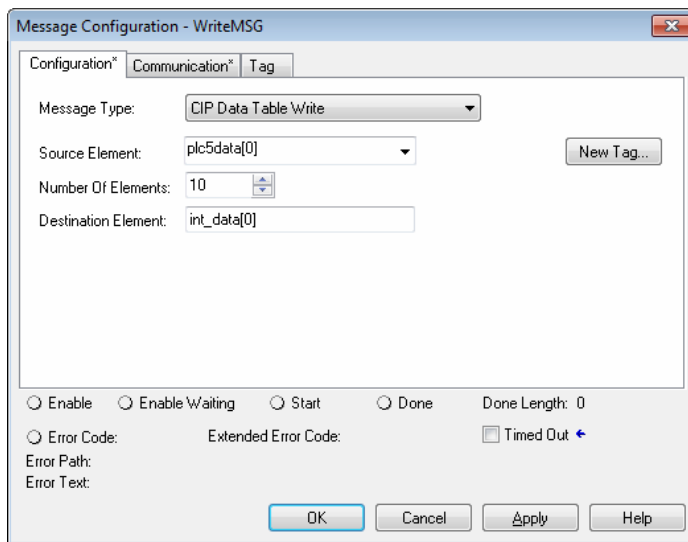 Message Configuration - WriteMSG
Configuration* Communication* Tag
Message Type: CIP Data Table Write
Source Element: plc5data[0] New Tag...
Number Of Elements: 10
Destination Element: int_data[0]
Enable Enable Waiting Start Done Done Length: 0
Error Code: Extended Error Code: Timed Out
Error Path:
Error Text:
OK Cancel Apply Help